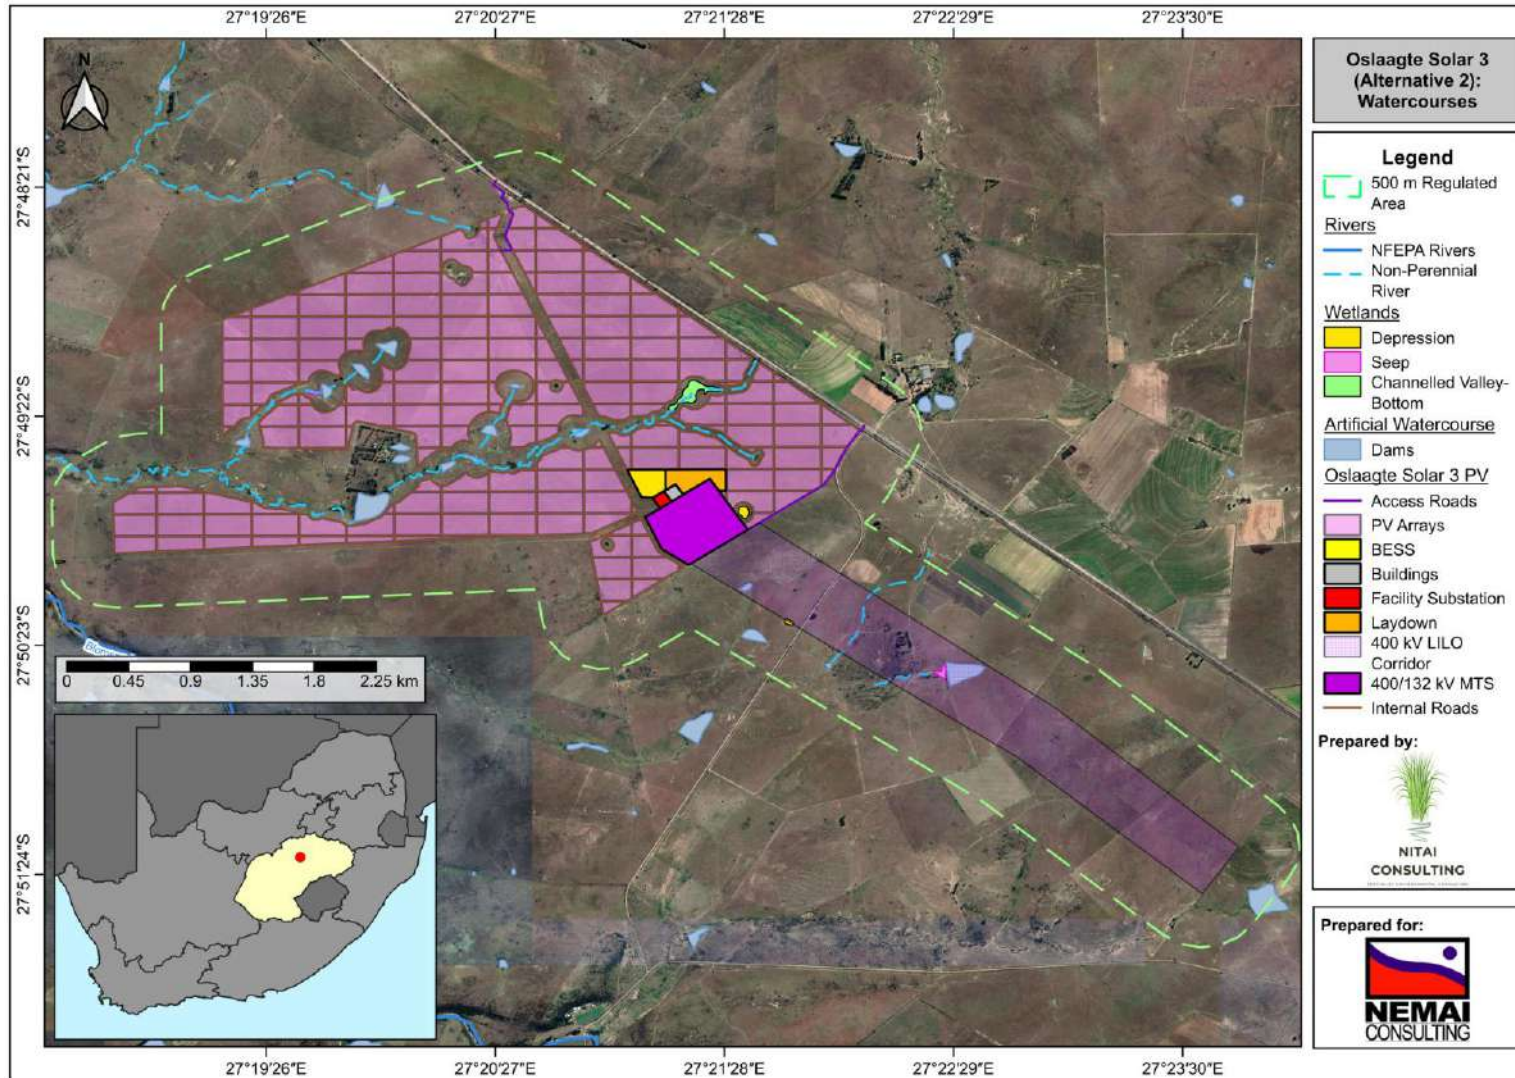 27°19'26"E
27°20'27"E
27°21'28"E
27°22'29"E
27°23'30"E
27°48'21"S
27°49'22"S
27°50'23"S
27°51'24"S
N
0
0.45
0.9
1.35
1.8
2.25 km
27°19'26"E
27°20'27"E
27°21'28"E
27°22'29"E
27°23'30"E
Oslaagte Solar 3
(Alternative 2):
Watercourses
Legend
500 m Regulated
Area
Rivers
NFEPA Rivers
Non-Perennial
River
Wetlands
Depression
Seep
Channelled Valley-
Bottom
Artificial Watercourse
Dams
Oslaagte Solar 3 PV
Access Roads
PV Arrays
BESS
Buildings
Facility Substation
Laydown
400 kV LILO
Corridor
400/132 kV MTS
Internal Roads
Prepared by:
NITAI
CONSULTING
Prepared for:
NEMAI
CONSULTING